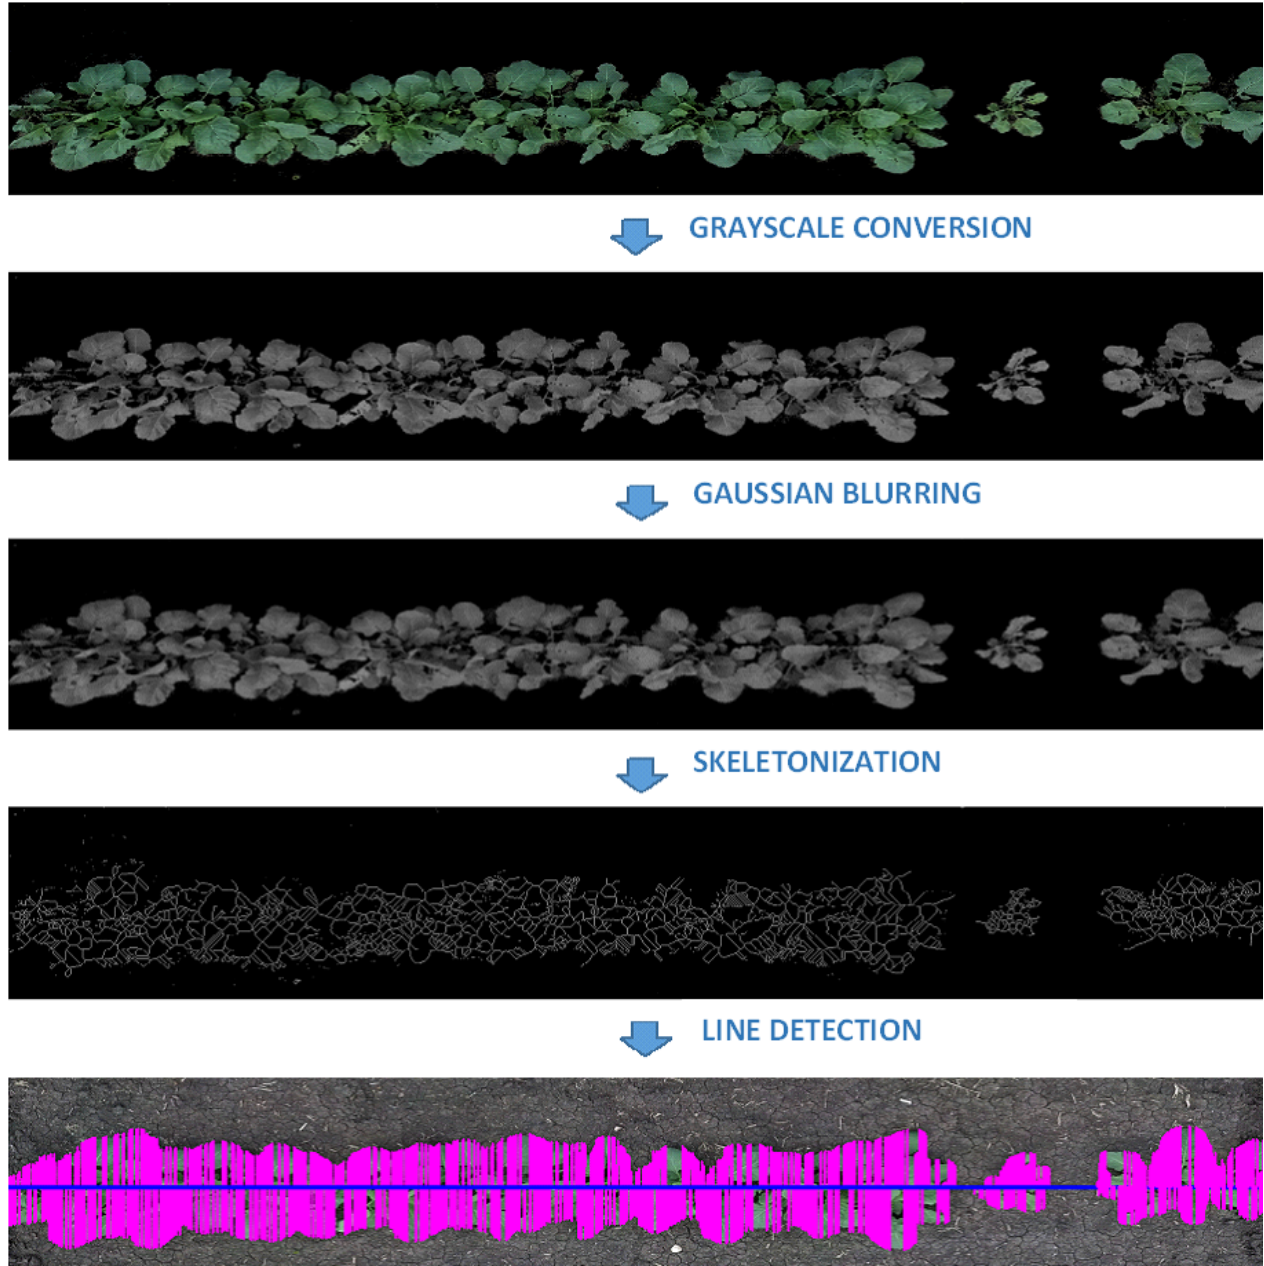 GRAYSCALE CONVERSION
GAUSSIAN BLURRING
SKELETONIZATION
LINE DETECTION